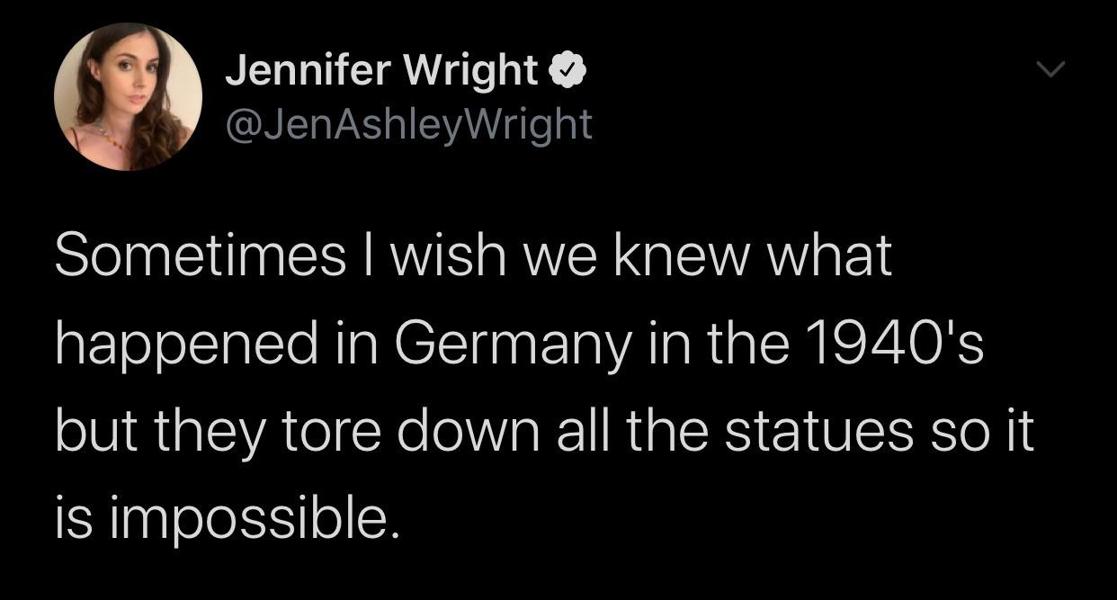 Jennifer Wright
@JenAshleyWright
Sometimes I wish we knew what
happened in Germany in the 1940's
but they tore down all the statues so it
is impossible.